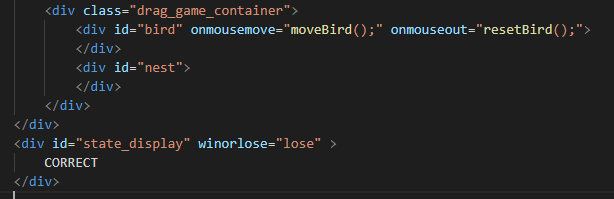 <div class="drag_game_container">
<div id="bird" onmousemove="moveBird();" onmouseout="resetBird();">
</div>
<div id="nest">
</div>
</div>
</div>
<div id="state_display" winorlose="lose" >
CORRECT
</div>